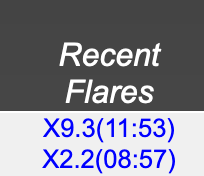 Recent
Flares
X9.3(11:53)
X2.2(08:57)